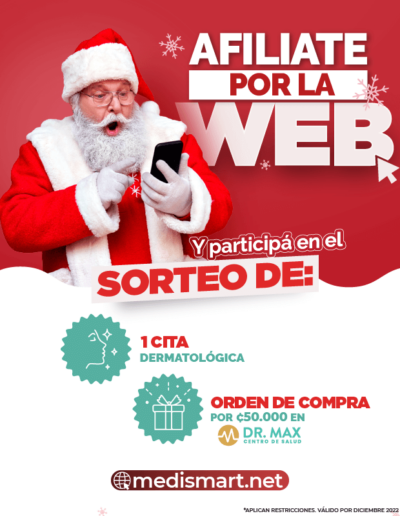 AFILIATE
POR LA
WEB
Y participá en el
SORTEO DE:
1 CITA
DERMATOLÓGICA
ORDEN DE COMPRA
POR ₡50.000 EN
DR. MAX
CENTRO DE SALUD
medismart.net
*APLICAN RESTRICCIONES. VÁLIDO POR DICIEMBRE 2022